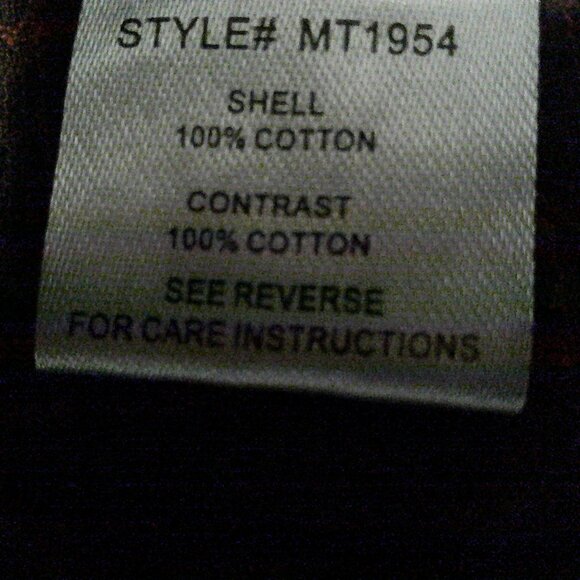 STYLE# MT1954
SHELL
100% COTTON
CONTRAST
100% COTTON
SEE REVERSE
FOR CARE INSTRUCTIONS